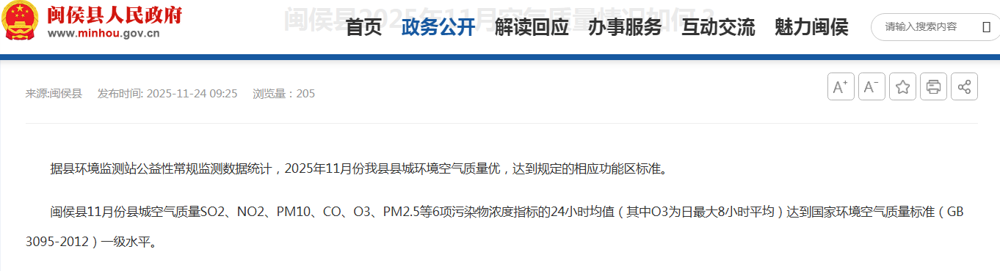 闽侯县人民政府
www.minhou.gov.cn
闽侯县2025年11月空气质量情况如何？
首页 政务公开 解读回应 办事服务 互动交流 魅力闽侯
请输入搜索内容
来源:闽侯县 发布时间: 2025-11-24 09:25 浏览量：205
A+ A-
据县环境监测站公益性常规监测数据统计，2025年11月份我县县城环境空气质量优，达到规定的相应功能区标准。
闽侯县11月份县城空气质量SO2、NO2、PM10、CO、O3、PM2.5等6项污染物浓度指标的24小时均值（其中O3为日最大8小时平均）达到国家环境空气质量标准（GB
3095-2012）一级水平。